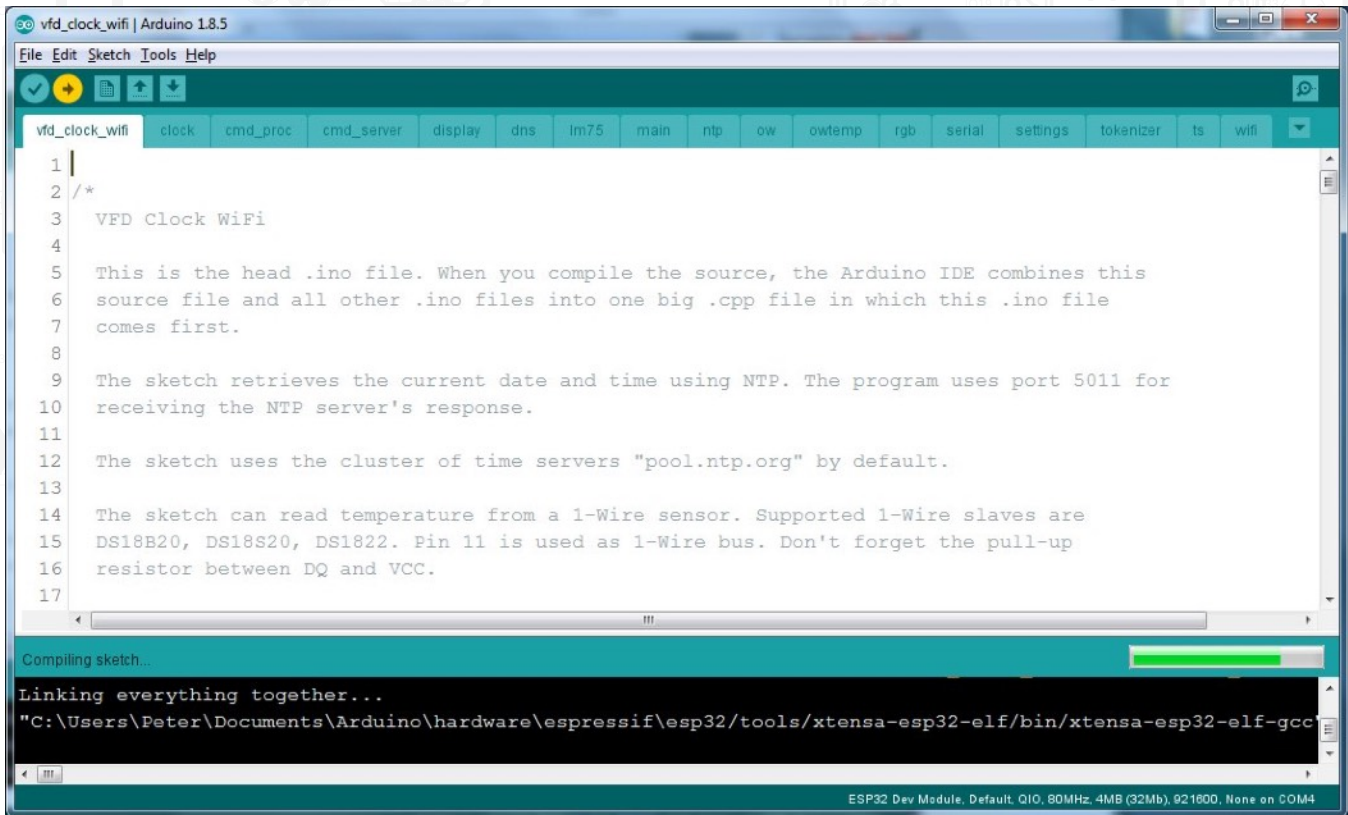 vfd_clock_wifi | Arduino 1.8.5
File Edit Sketch Tools Help
vfd_clock_wifi clock cmd_proc cmd_server display dns lm75 main ntp ow owtemp rgb serial settings tokenizer ts wifi
1
2 /*
3 VFD Clock WiFi
4
5 This is the head .ino file. When you compile the source, the Arduino IDE combines this
6 source file and all other .ino files into one big .cpp file in which this .ino file
7 comes first.
8
9 The sketch retrieves the current date and time using NTP. The program uses port 5011 for
10 receiving the NTP server's response.
11
12 The sketch uses the cluster of time servers "pool.ntp.org" by default.
13
14 The sketch can read temperature from a 1-Wire sensor. Supported 1-Wire slaves are
15 DS18B20, DS18S20, DS1822. Pin 11 is used as 1-Wire bus. Don't forget the pull-up
16 resistor between DQ and VCC.
17
Compiling sketch...
Linking everything together...
"C:\Users\Peter\Documents\Arduino\hardware\espressif\esp32/tools/xtensa-esp32-elf/bin/xtensa-esp32-elf-gcc"
ESP32 Dev Module, Default, QIO, 80MHz, 4MB (32Mb), 921600, None on COM4